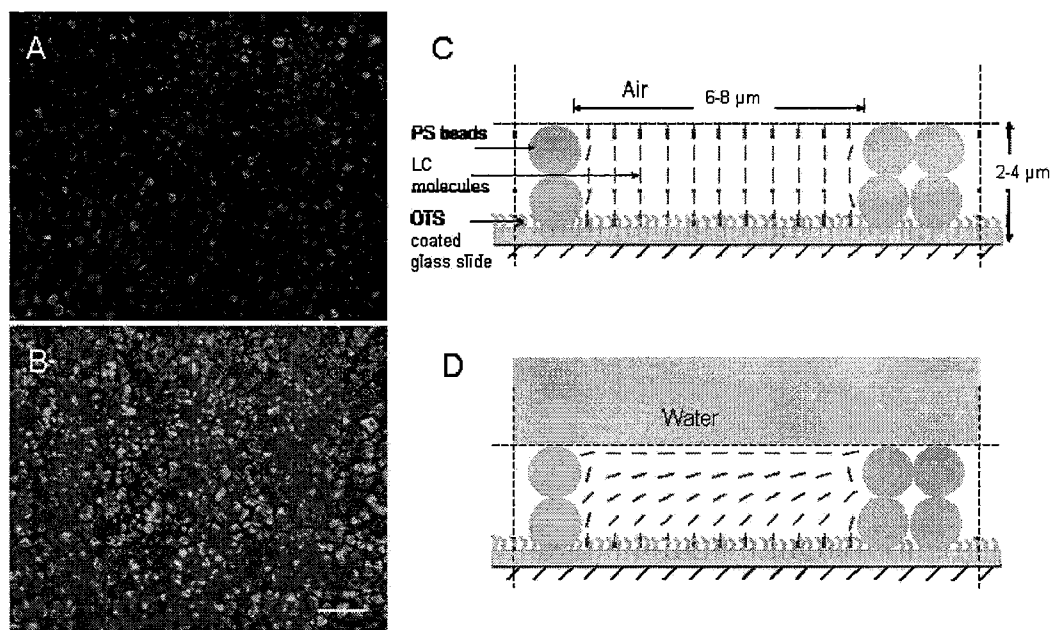 A
B
C
Air
6-8 µm
PS beads
LC
molecules
OTS
coated
glass slide
2-4 µm
D
Water